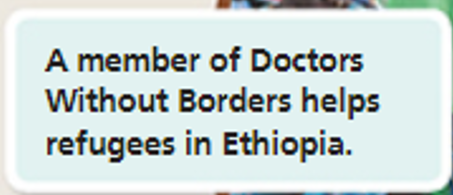 A member of Doctors
Without Borders helps
refugees in Ethiopia.